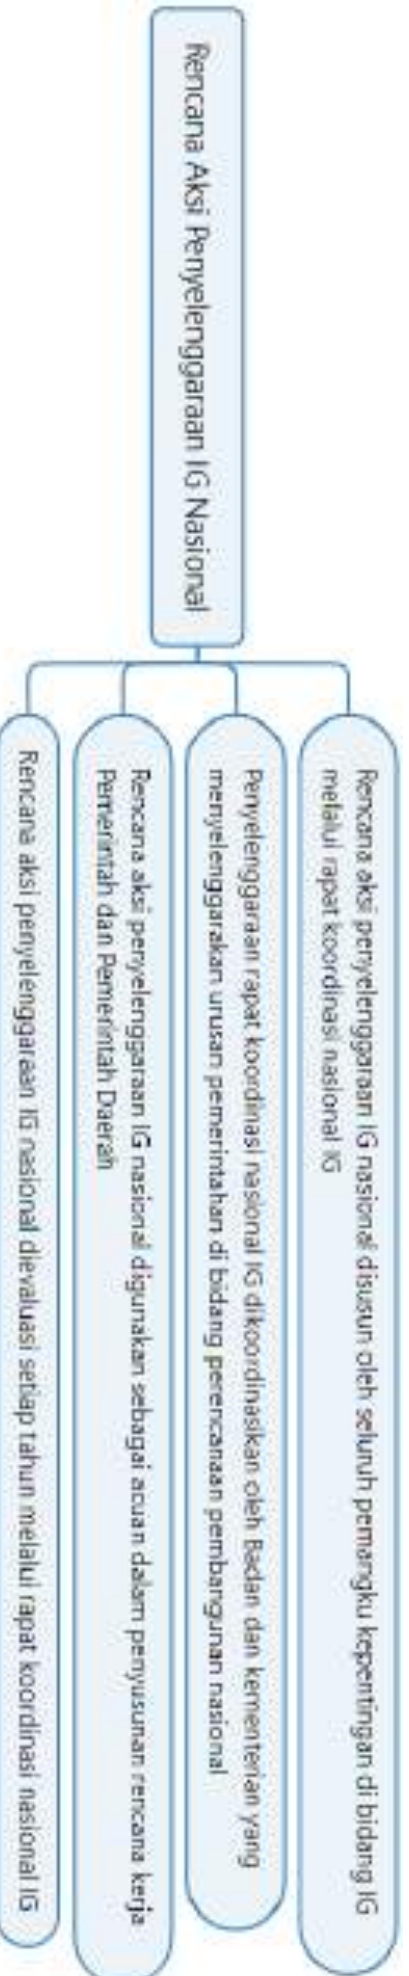 Rencana Aksi Penyelenggaraan IG Nasional
Rencana aksi penyelenggaraan IG nasional disusun oleh seluruh pemangku kepentingan di bidang IG
melalui rapat koordinasi nasional IG
Penyelenggaraan rapat koordinasi nasional IG dikoordinasikan oleh Badan dan kementerian yang
menyelenggarakan urusan pemerintahan di bidang perencanaan pembangunan nasional
Rencana aksi penyelenggaraan IG nasional digunakan sebagai acuan dalam penyusunan rencana kerja
Pemerintah dan Pemerintah Daerah
Rencana aksi penyelenggaraan IG nasional dievaluasi setiap tahun melalui rapat koordinasi nasional IG